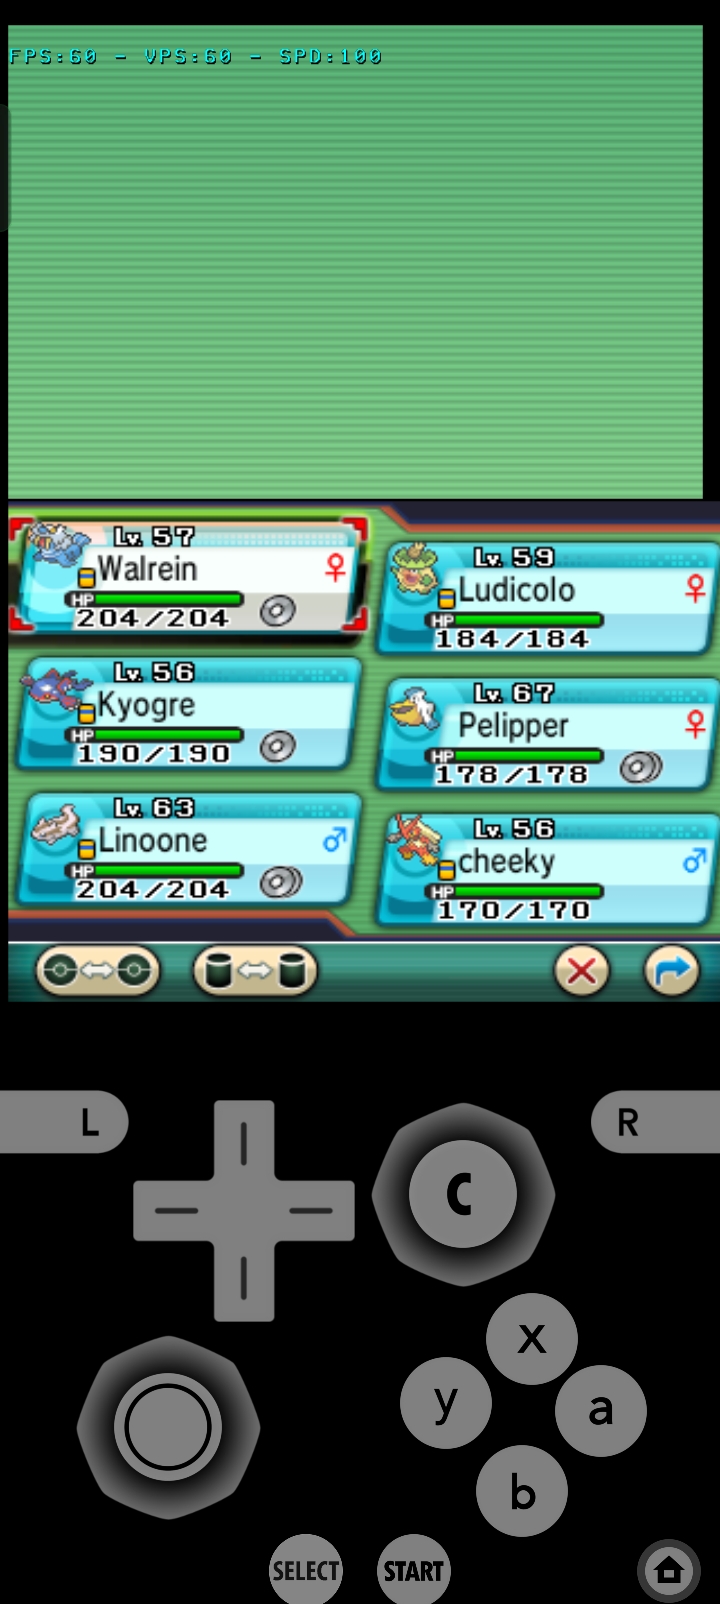 FPS:60 - VPS:60 - SPD:100
Lv. 57
Walrein ♀
HP
204/204
Lv. 59
Ludicolo ♀
HP
184/184
Lv. 56
Kyogre
HP
190/190
Lv. 67
Pelipper ♀
HP
178/178
Lv. 63
Linoone ♂
HP
204/204
Lv. 56
cheeky ♂
HP
170/170
L
R
C
x
y
a
b
SELECT
START